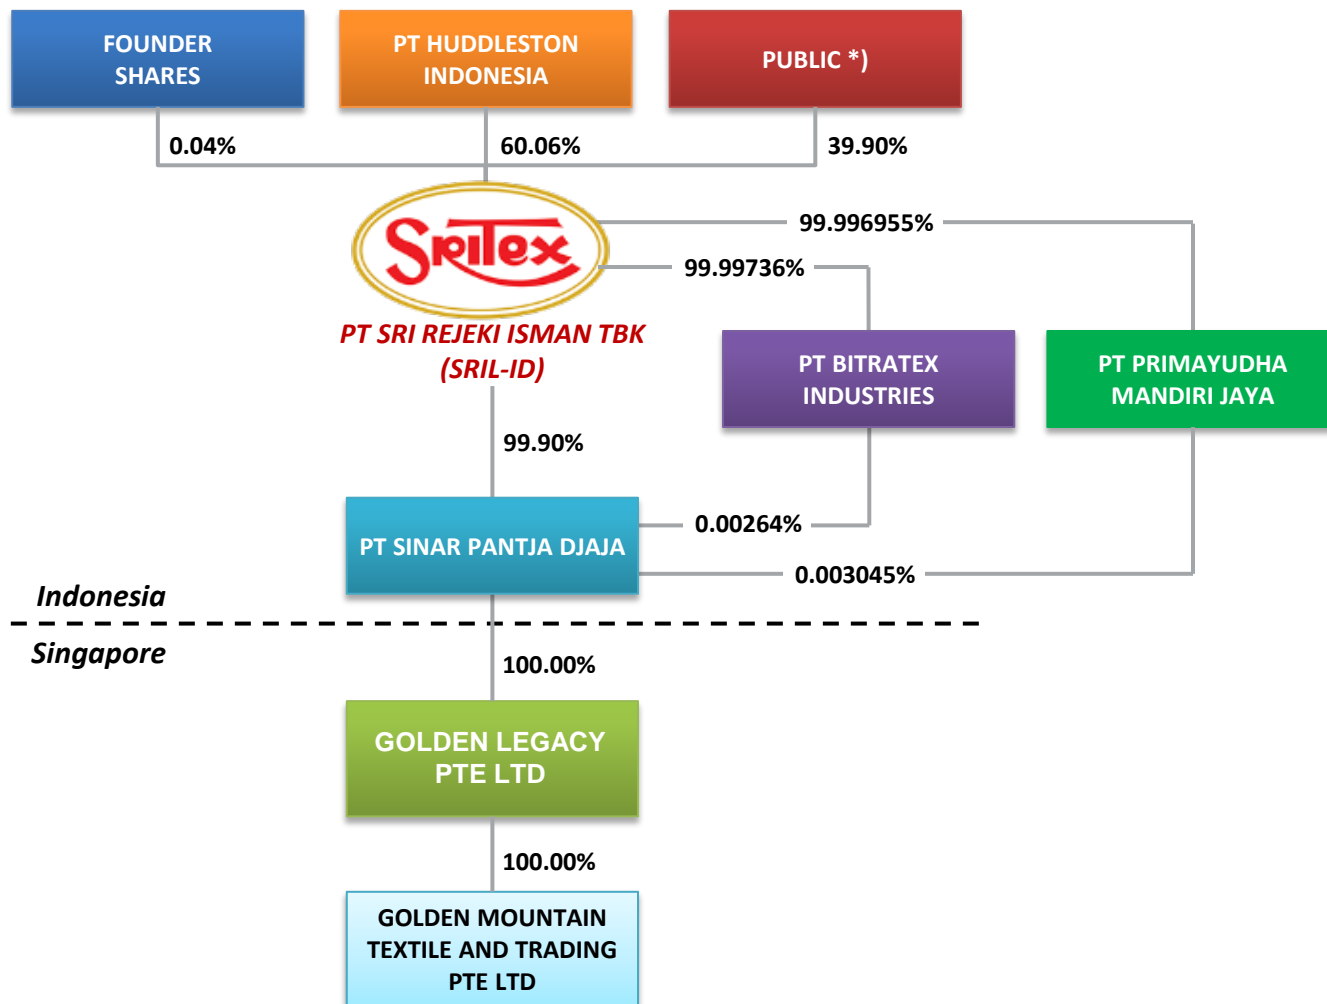 FOUNDER
SHARES
PT HUDDLESTON
INDONESIA
PUBLIC *)
0.04%
60.06%
39.90%
SRITex
99.996955%
99.99736%
PT SRI REJEKI ISMAN TBK
(SRIL-ID)
PT BITRATEX
INDUSTRIES
PT PRIMAYUDHA
MANDIRI JAYA
99.90%
0.00264%
PT SINAR PANTJA DJAJA
0.003045%
Indonesia
Singapore
100.00%
GOLDEN LEGACY
PTE LTD
100.00%
GOLDEN MOUNTAIN
TEXTILE AND TRADING
PTE LTD